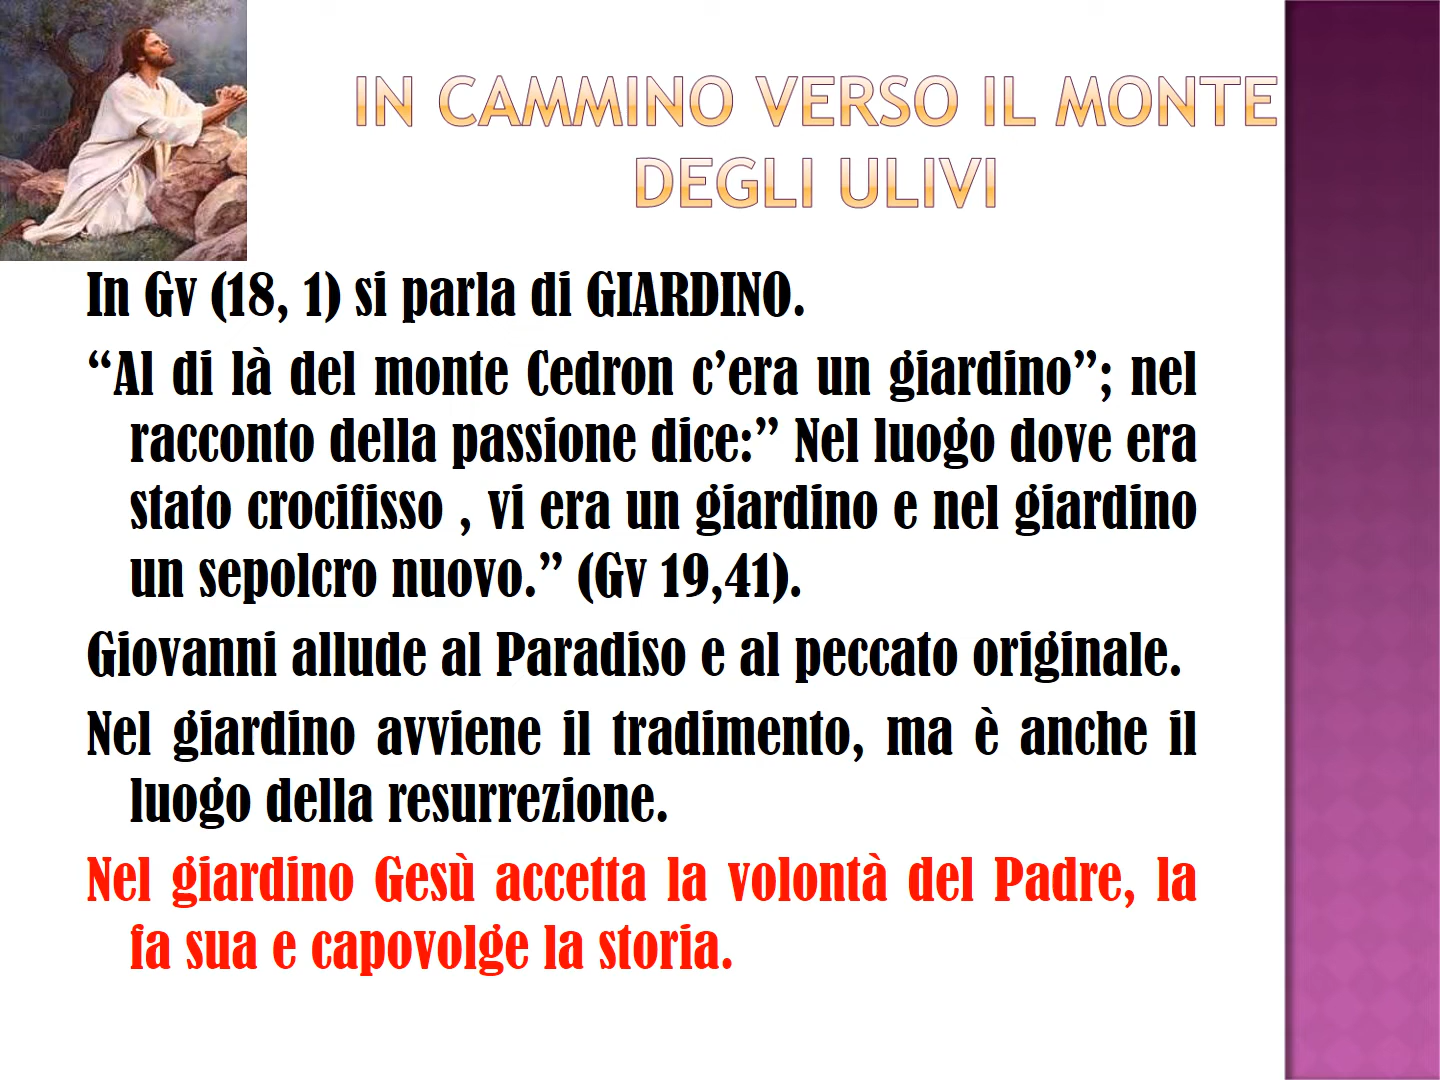 IN CAMMINO VERSO IL MONTE
DEGLI ULIVI
In Gv (18, 1) si parla di GIARDINO.
“Al di là del monte Cedron c’era un giardino”; nel
racconto della passione dice:” Nel luogo dove era
stato crocifisso , vi era un giardino e nel giardino
un sepolcro nuovo.” (Gv 19,41).
Giovanni allude al Paradiso e al peccato originale.
Nel giardino avviene il tradimento, ma è anche il
luogo della resurrezione.
Nel giardino Gesù accetta la volontà del Padre, la
fa sua e capovolge la storia.